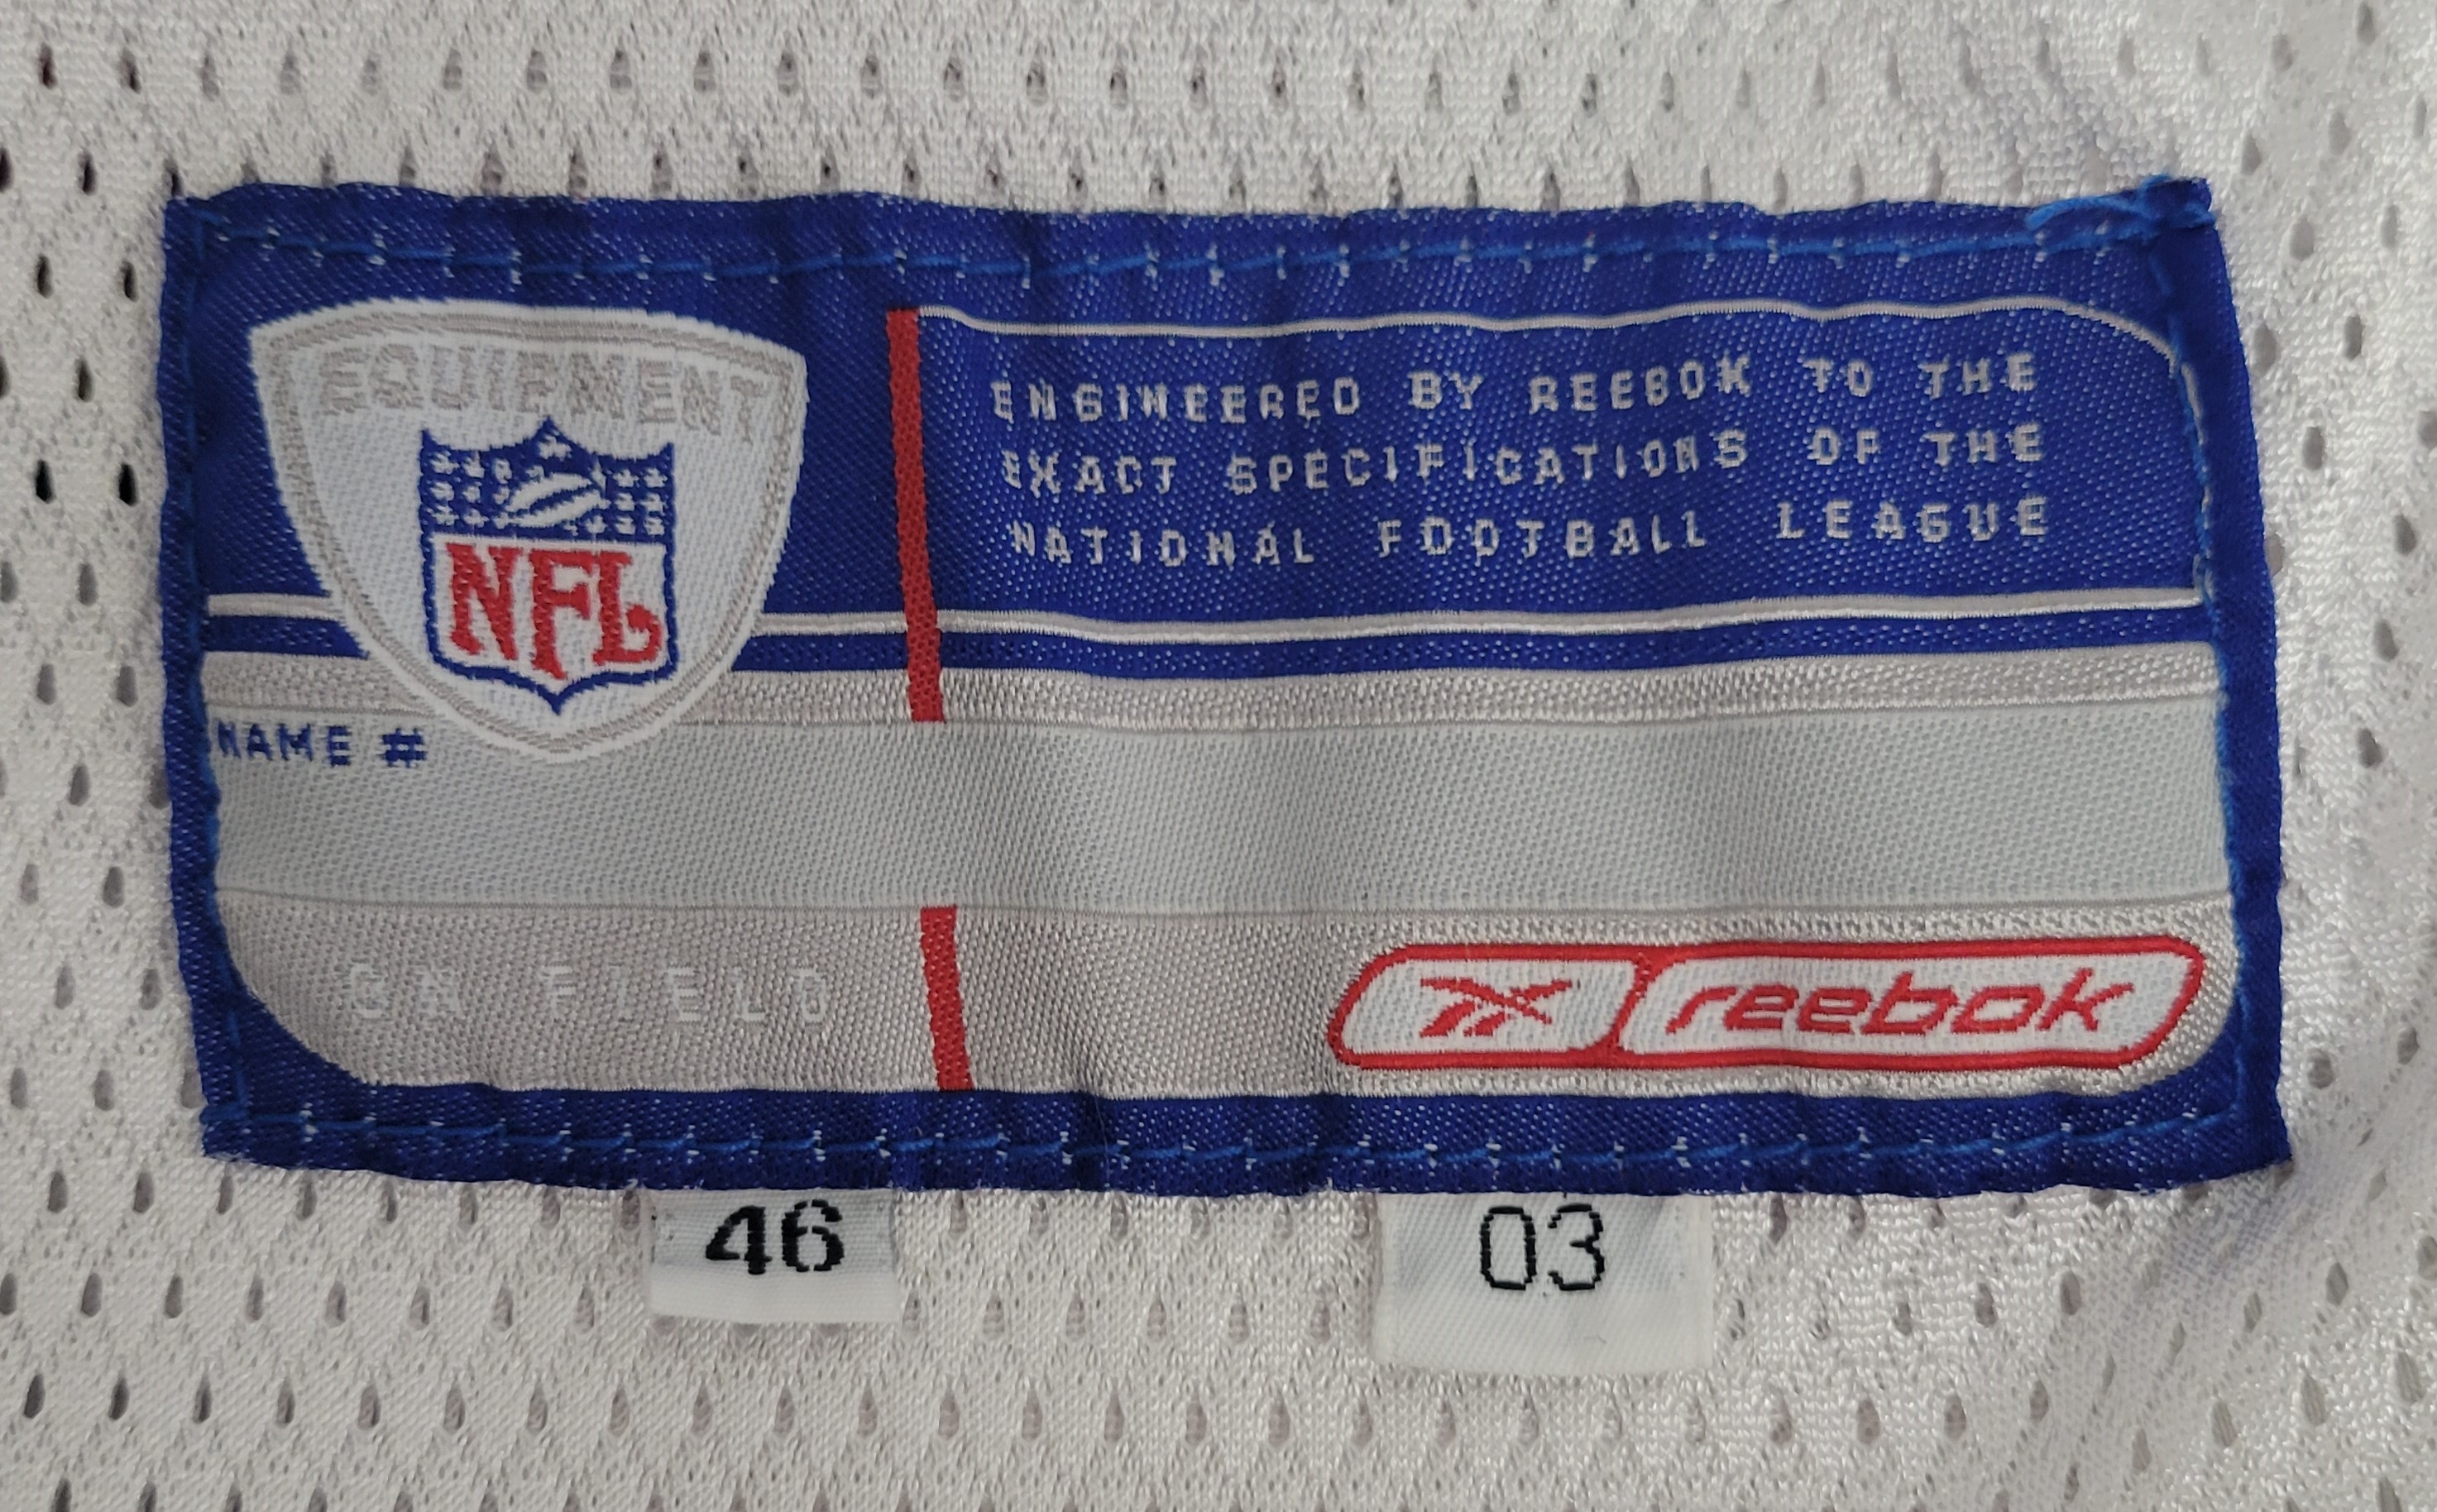 EQUIPMENT
NFL
ENGINEERED BY REEBOK TO THE
EXACT SPECIFICATIONS OF THE
NATIONAL FOOTBALL LEAGUE
NAME #
CA FIELD
reebok
46
03